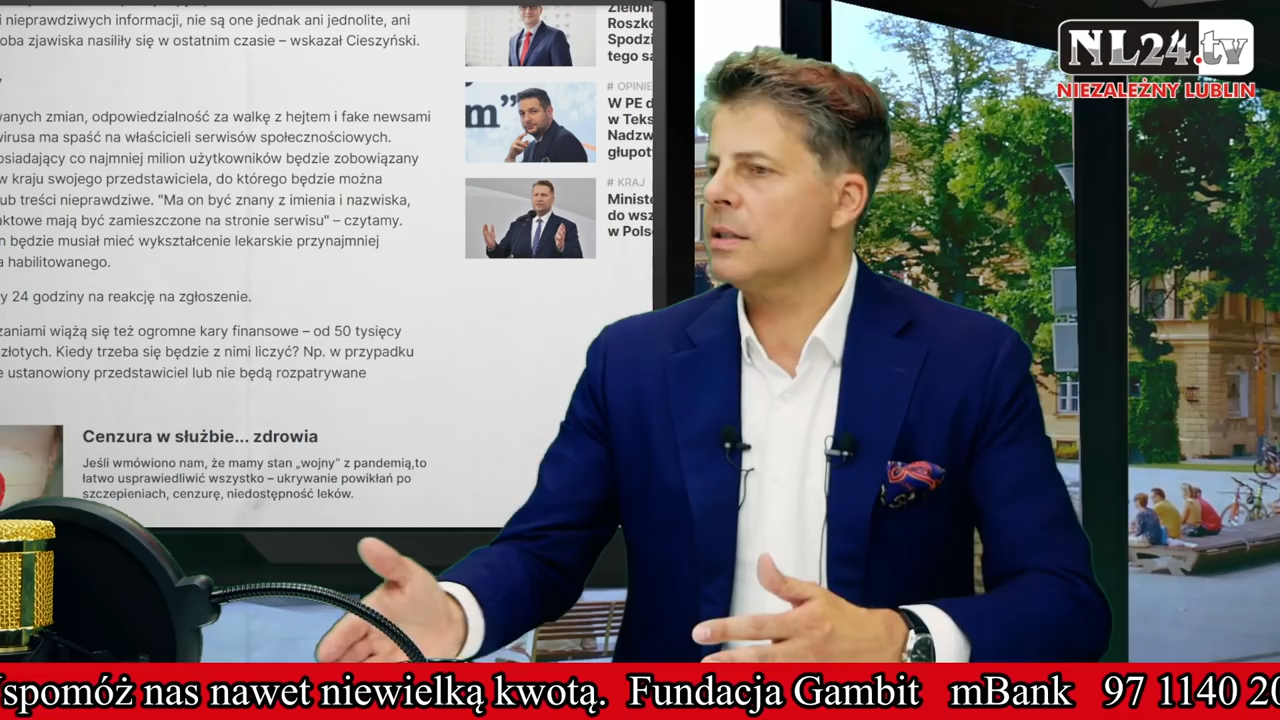 i nieprawdziwych informacji, nie są one jednak ani jednolite, ani
oba zjawiska nasiliły się w ostatnim czasie – wskazał Cieszyński.
wanych zmian, odpowiedzialność za walkę z hejtem i fake newsami
wirusa ma spaść na właścicieli serwisów społecznościowych.
osiadający co najmniej milion użytkowników będzie zobowiązany
w kraju swojego przedstawiciela, do którego będzie można
ub treści nieprawdziwe. "Ma on być znany z imienia i nazwiska,
aktowe mają być zamieszczone na stronie serwisu" – czytamy.
n będzie musiał mieć wykształcenie lekarskie przynajmniej
a habilitowanego.
y 24 godziny na reakcję na zgłoszenie.
zaniami wiążą się też ogromne kary finansowe – od 50 tysięcy
złotych. Kiedy trzeba się będzie z nimi liczyć? Np. w przypadku
e ustanowiony przedstawiciel lub nie będą rozpatrywane
Cenzura w służbie... zdrowia
Jeśli wmówiono nam, że mamy stan „wojny” z pandemią,to
łatwo usprawiedliwić wszystko – ukrywanie powikłań po
szczepieniach, cenzurę, niedostępność leków.
Zielon
Roszko
Spodzi
tego sa
m”
# OPINIE
W PE d
w Teks
Nadzw
głupot
# KRAJ
Ministe
do wsz
w Pols
NL24.tv
NIEZALEŻNY LUBLIN
Wspomóż nas nawet niewielką kwotą. Fundacja Gambit mBank 97 1140 20